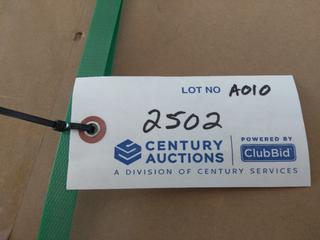 LOT NO A010
2502
CENTURY AUCTIONS
POWERED BY
ClubBid
A DIVISION OF CENTURY SERVICES